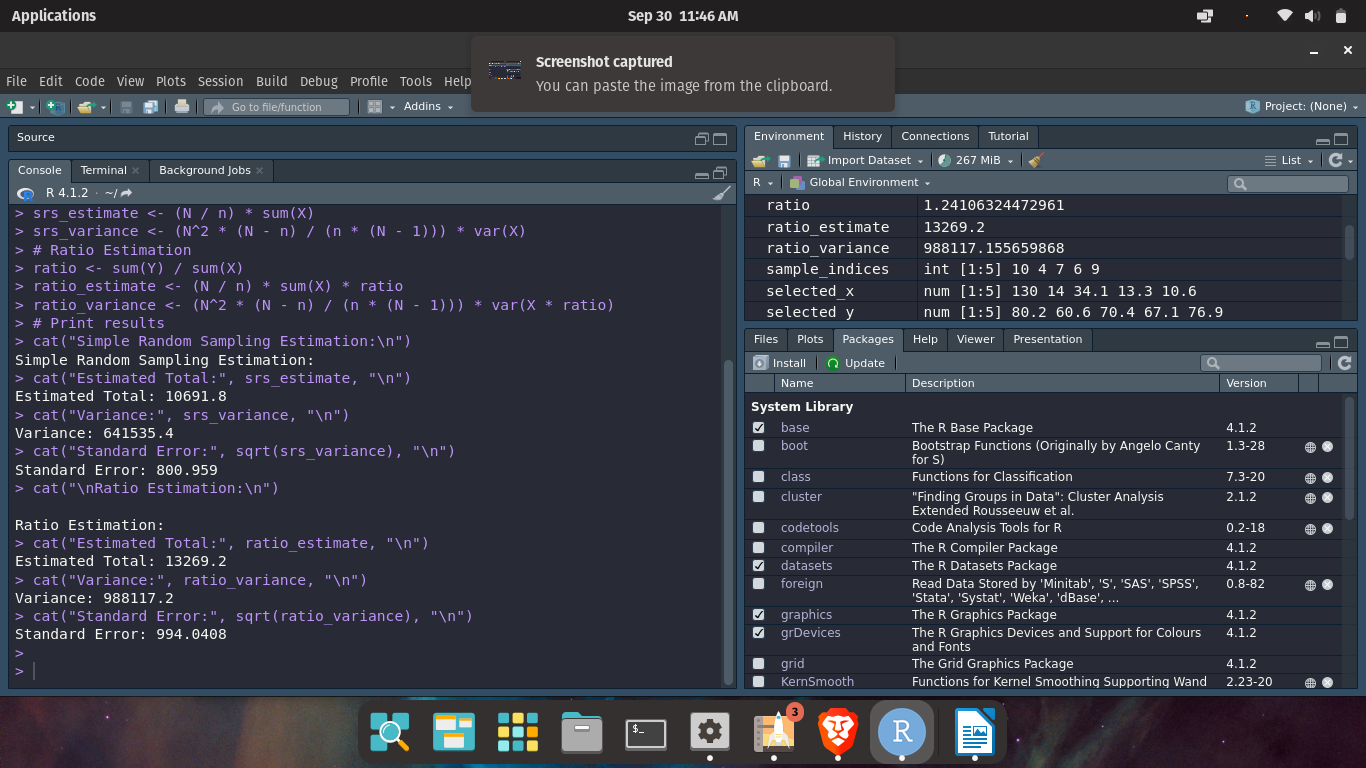 Applications
Sep 30 11:46 AM
Screenshot captured
You can paste the image from the clipboard.
File Edit Code View Plots Session Build Debug Profile Tools Help
Go to file/function
Addins
Project: (None)
Source
Console Terminal Background Jobs
R 4.1.2 · ~/
> srs_estimate <- (N / n) * sum(X)
> srs_variance <- (N^2 * (N - n) / (n * (N - 1))) * var(X)
> # Ratio Estimation
> ratio <- sum(Y) / sum(X)
> ratio_estimate <- (N / n) * sum(X) * ratio
> ratio_variance <- (N^2 * (N - n) / (n * (N - 1))) * var(X * ratio)
> # Print results
> cat("Simple Random Sampling Estimation:\n")
Simple Random Sampling Estimation:
> cat("Estimated Total:", srs_estimate, "\n")
Estimated Total: 10691.8
> cat("Variance:", srs_variance, "\n")
Variance: 641535.4
> cat("Standard Error:", sqrt(srs_variance), "\n")
Standard Error: 800.959
> cat("\nRatio Estimation:\n")

Ratio Estimation:
> cat("Estimated Total:", ratio_estimate, "\n")
Estimated Total: 13269.2
> cat("Variance:", ratio_variance, "\n")
Variance: 988117.2
> cat("Standard Error:", sqrt(ratio_variance), "\n")
Standard Error: 994.0408
>
>
Environment History Connections Tutorial
Import Dataset 267 MiB List
R Global Environment
ratio 1.24106324472961
ratio_estimate 13269.2
ratio_variance 988117.155659868
sample_indices int [1:5] 10 4 7 6 9
selected_x num [1:5] 130 14 34.1 13.3 10.6
selected_y num [1:5] 80.2 60.6 70.4 67.1 76.9
Files Plots Packages Help Viewer Presentation
Install Update
Name Description Version
System Library
base The R Base Package 4.1.2
boot Bootstrap Functions (Originally by Angelo Canty for S) 1.3-28
class Functions for Classification 7.3-20
cluster "Finding Groups in Data": Cluster Analysis Extended Rousseeuw et al. 2.1.2
codetools Code Analysis Tools for R 0.2-18
compiler The R Compiler Package 4.1.2
datasets The R Datasets Package 4.1.2
foreign Read Data Stored by 'Minitab', 'S', 'SAS', 'SPSS', 'Stata', 'Systat', 'Weka', 'dBase', ... 0.8-82
graphics The R Graphics Package 4.1.2
grDevices The R Graphics Devices and Support for Colours and Fonts 4.1.2
grid The Grid Graphics Package 4.1.2
KernSmooth Functions for Kernel Smoothing Supporting Wand 2.23-20
$_
3
R